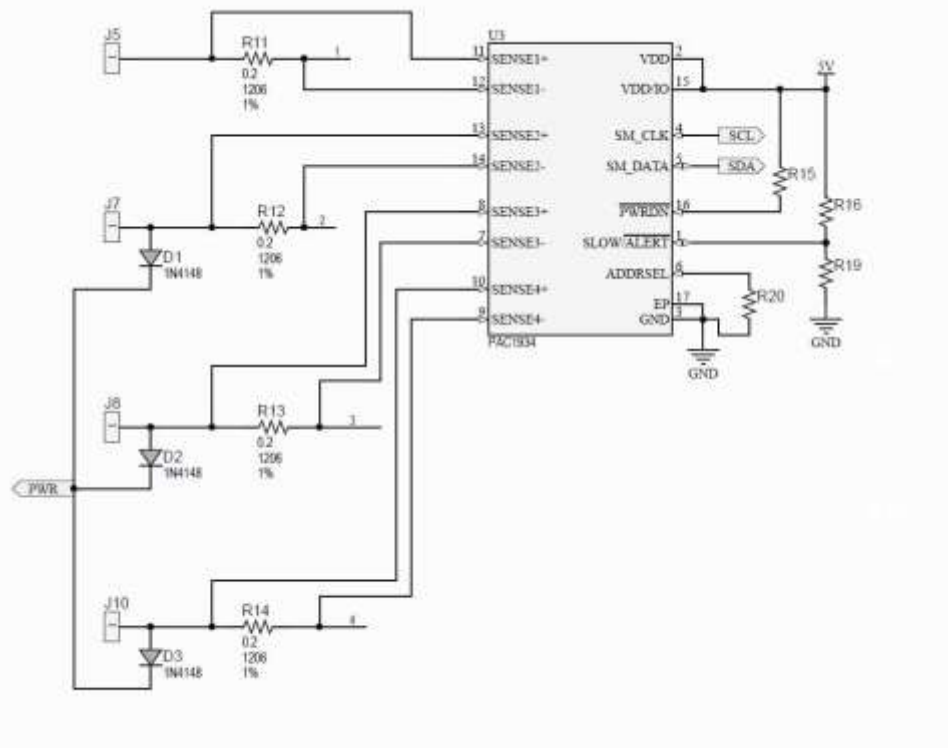 J5
R11
0.2
1206
1%
1
J7
R12
0.2
1206
1%
2
D1
1N4148
J8
R13
0.2
1206
1%
3
D2
1N4148
PWR
J10
R14
0.2
1206
1%
4
D3
1N4148
U3
11 SENSE1+
12 SENSE1-
13 SENSE2+
14 SENSE2-
8 SENSE3+
7 SENSE3-
10 SENSE4+
9 SENSE4-
PAC1934
VDD 2
VDD/IO 15
SM_CLK 4
SCL
SM_DATA 5
SDA
PWRDN 16
SLOW/ALERT 1
ADDRSEL 6
EP 17
GND 3
5V
R15
R16
R19
R20
GND
GND